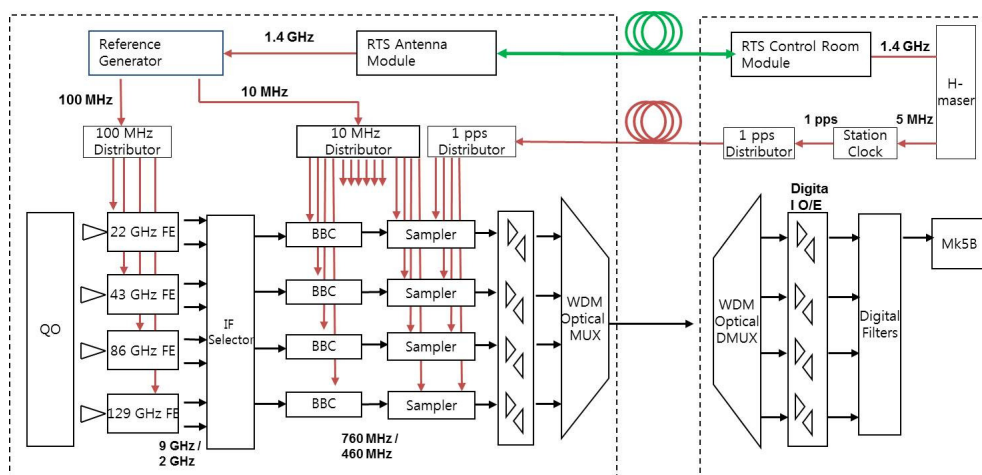 1.4 GHz
Reference
Generator
RTS Antenna
Module
RTS Control Room
Module
1.4 GHz
H-
maser
100 MHz
10 MHz
100 MHz
Distributor
10 MHz
Distributor
1 pps
Distributor
1 pps
Distributor
1 pps
Station
Clock
5 MHz
Digita
l O/E
QO
22 GHz FE
43 GHz FE
86 GHz FE
129 GHz FE
IF
Selector
BBC
Sampler
BBC
Sampler
BBC
Sampler
BBC
Sampler
WDM
Optical
MUX
WDM
Optical
DMUX
Digital
Filters
Mk5B
9 GHz /
2 GHz
760 MHz /
460 MHz